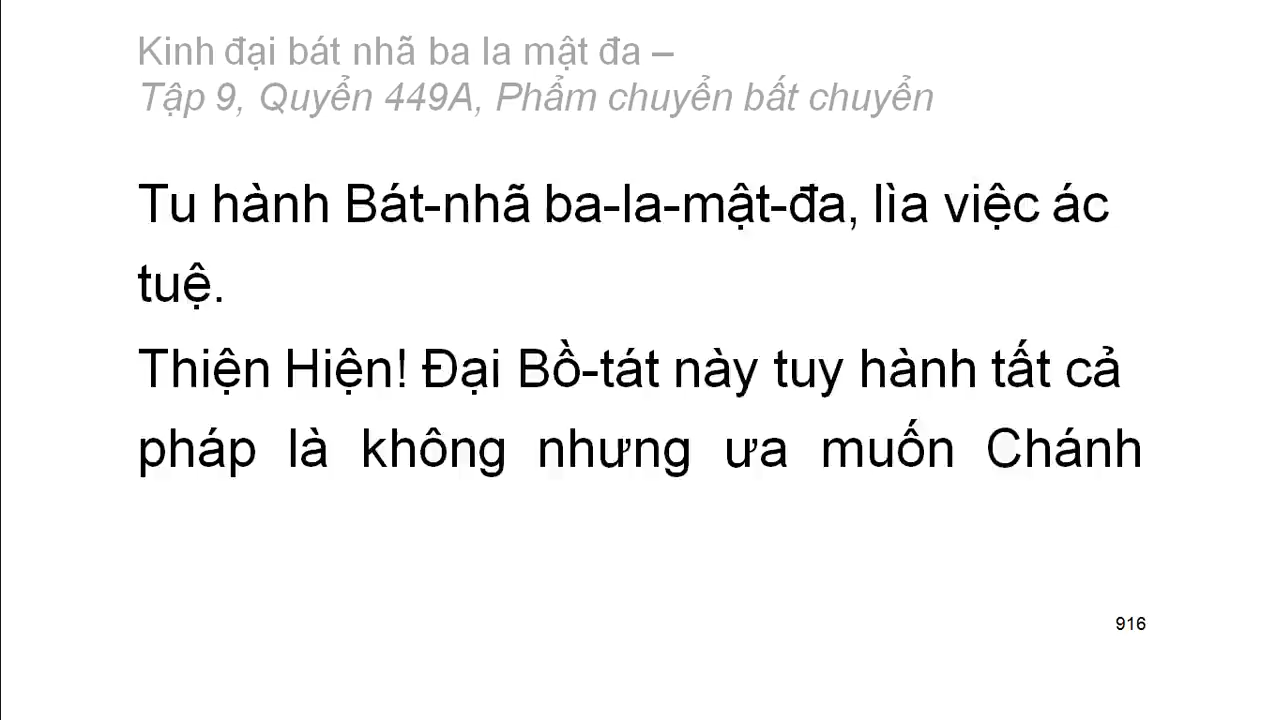 Kinh đại bát nhã ba la mật đa –
Tập 9, Quyển 449A, Phẩm chuyển bất chuyển
Tu hành Bát-nhã ba-la-mật-đa, lìa việc ác
tuệ.
Thiện Hiện! Đại Bồ-tát này tuy hành tất cả
pháp là không nhưng ưa muốn Chánh
916